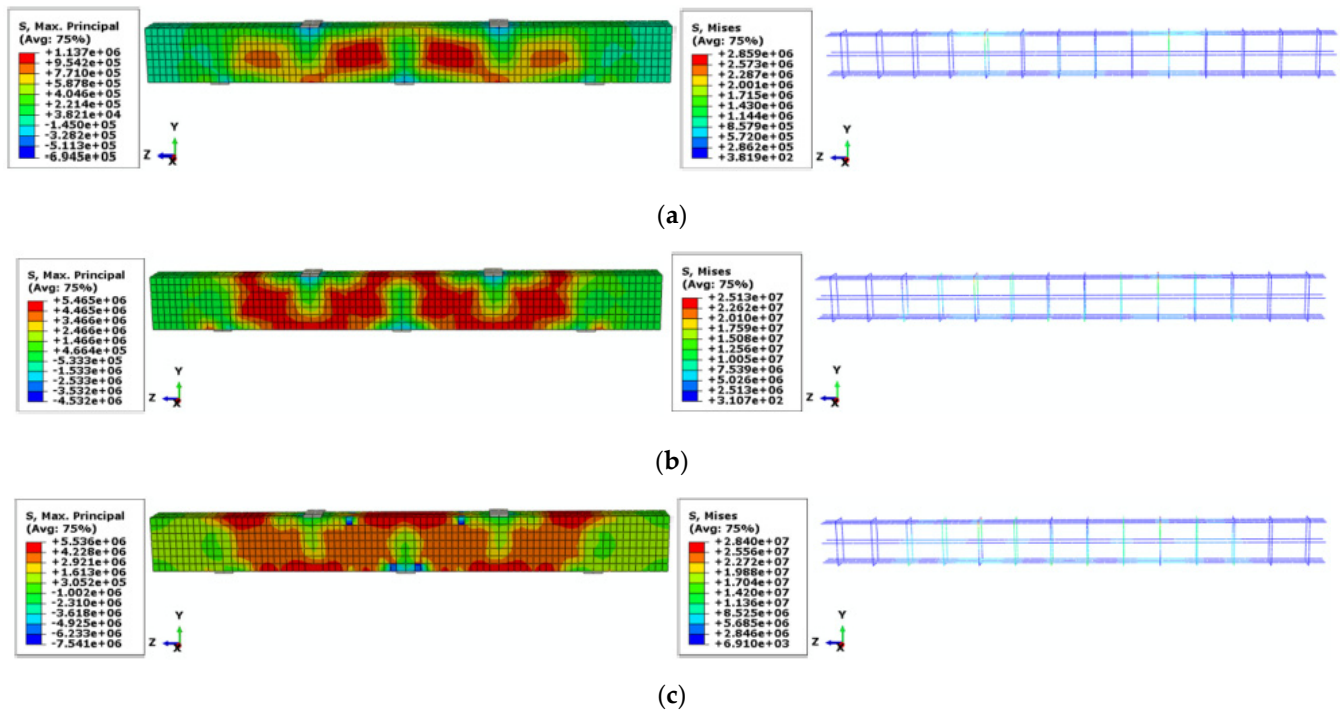 S, Max. Principal
(Avg: 75%)
+1.137e+06
+9.542e+05
+7.710e+05
+5.878e+05
+4.046e+05
+2.214e+05
+3.821e+04
-1.450e+05
-3.282e+05
-5.113e+05
-6.945e+05
Y
Z
X
S, Mises
(Avg: 75%)
+2.859e+06
+2.573e+06
+2.287e+06
+2.001e+06
+1.715e+06
+1.430e+06
+1.144e+06
+8.579e+05
+5.720e+05
+2.862e+05
+3.819e+02
Y
Z
X
(a)
S, Max. Principal
(Avg: 75%)
+5.465e+06
+4.465e+06
+3.466e+06
+2.466e+06
+1.466e+06
+4.664e+05
-5.333e+05
-1.533e+06
-2.533e+06
-3.532e+06
-4.532e+06
Y
Z
X
S, Mises
(Avg: 75%)
+2.513e+07
+2.262e+07
+2.010e+07
+1.759e+07
+1.508e+07
+1.256e+07
+1.005e+07
+7.539e+06
+5.026e+06
+2.513e+06
+3.107e+02
Y
Z
X
(b)
S, Max. Principal
(Avg: 75%)
+5.536e+06
+4.228e+06
+2.921e+06
+1.613e+06
+3.052e+05
-1.002e+06
-2.310e+06
-3.618e+06
-4.925e+06
-6.233e+06
-7.541e+06
Y
Z
X
S, Mises
(Avg: 75%)
+2.840e+07
+2.556e+07
+2.272e+07
+1.988e+07
+1.704e+07
+1.420e+07
+1.136e+07
+8.525e+06
+5.685e+06
+2.846e+06
+6.910e+03
Y
Z
X
(c)